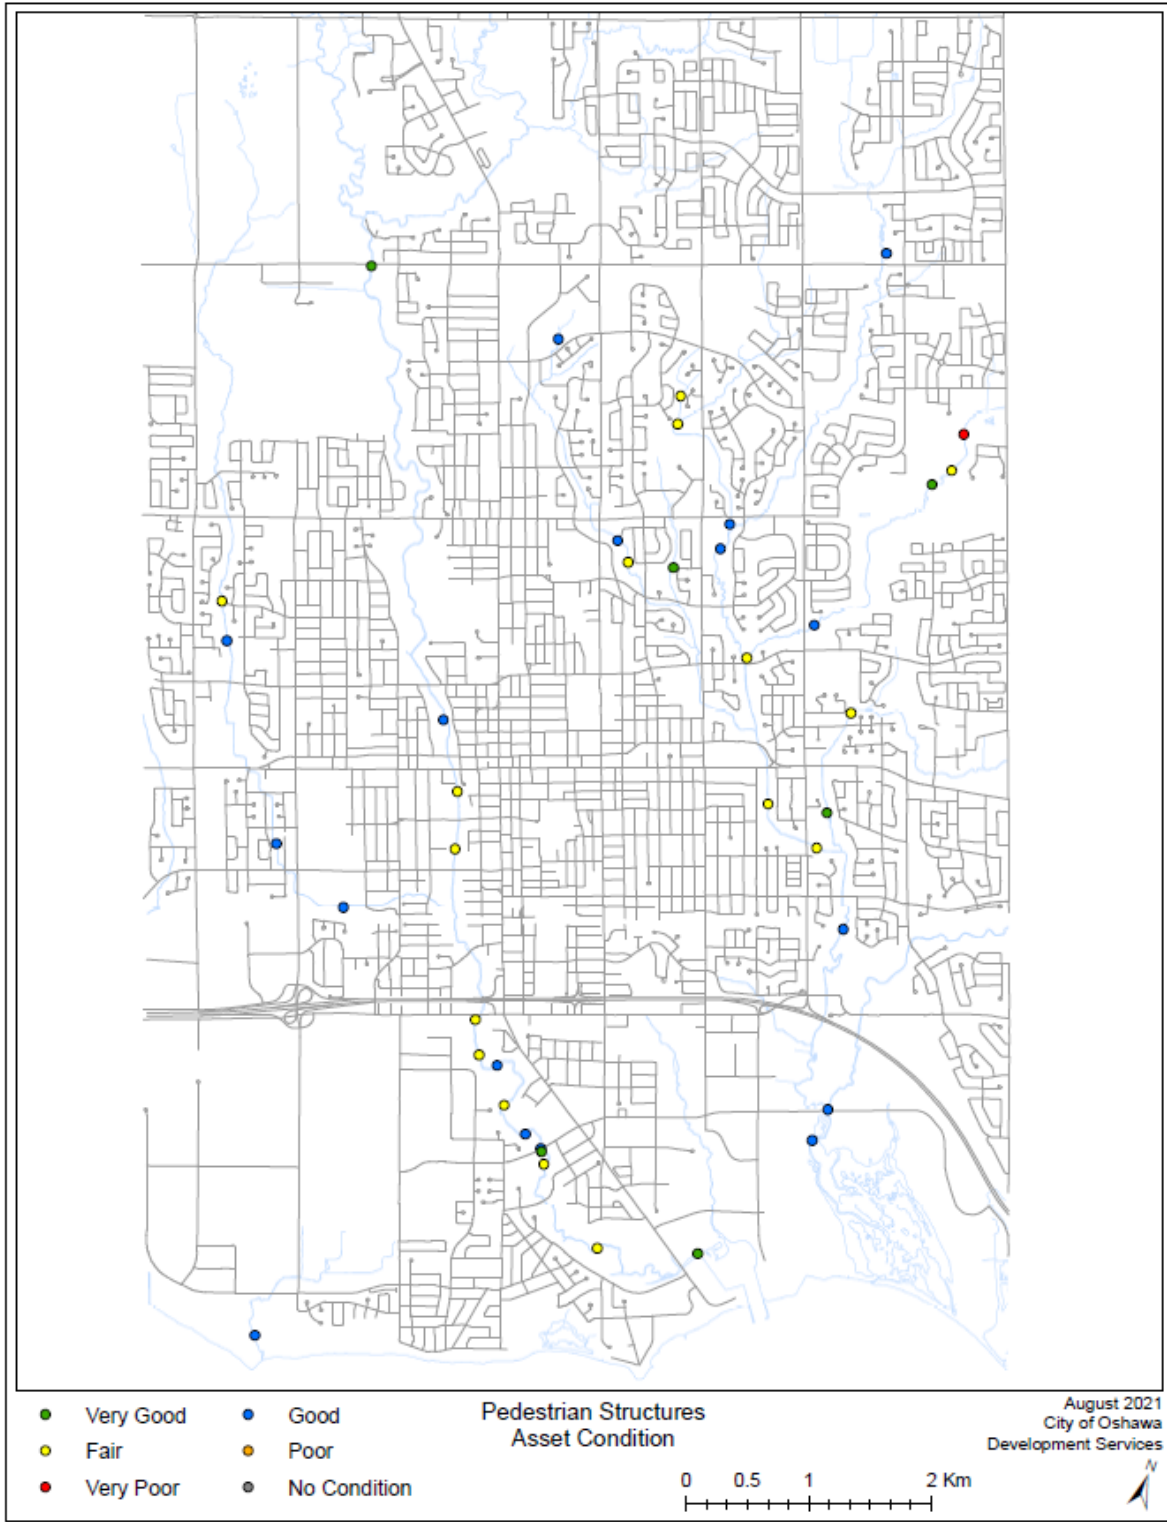 Very Good
Good
Fair
Poor
Very Poor
No Condition
Pedestrian Structures
Asset Condition
0 0.5 1 2 Km
August 2021
City of Oshawa
Development Services
N